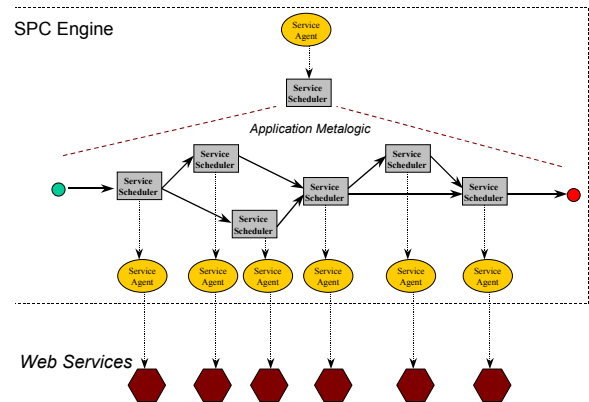 SPC Engine
Service
Agent
Service
Scheduler
Application Metalogic
Service
Scheduler
Service
Scheduler
Service
Scheduler
Service
Scheduler
Service
Scheduler
Service
Scheduler
Service
Agent
Service
Agent
Service
Agent
Service
Agent
Service
Agent
Service
Agent
Web Services